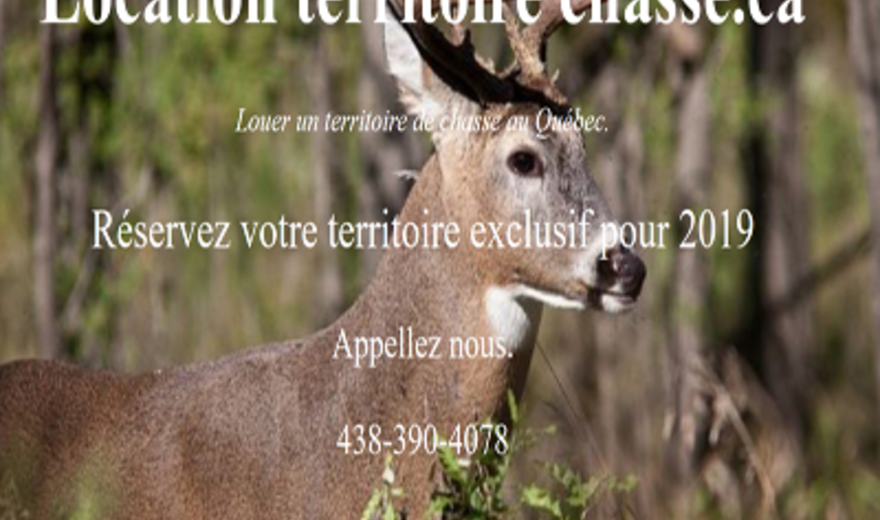 Location territoire chasse.ca
Louer un territoire de chasse au Québec.
Réservez votre territoire exclusif pour 2019
Appellez nous.
438-390-4078